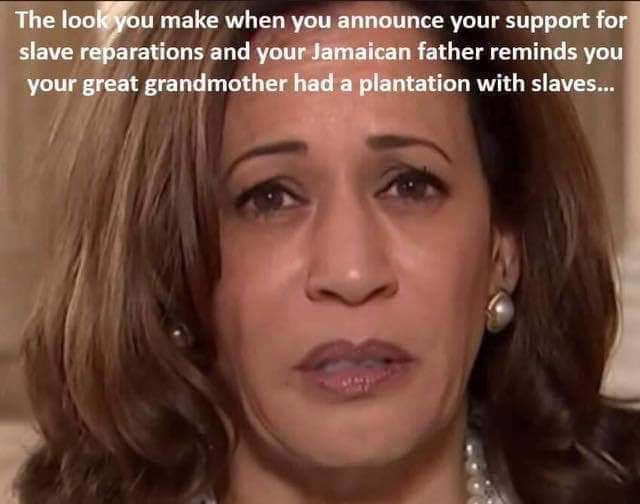 The look you make when you announce your support for
slave reparations and your Jamaican father reminds you
your great grandmother had a plantation with slaves...